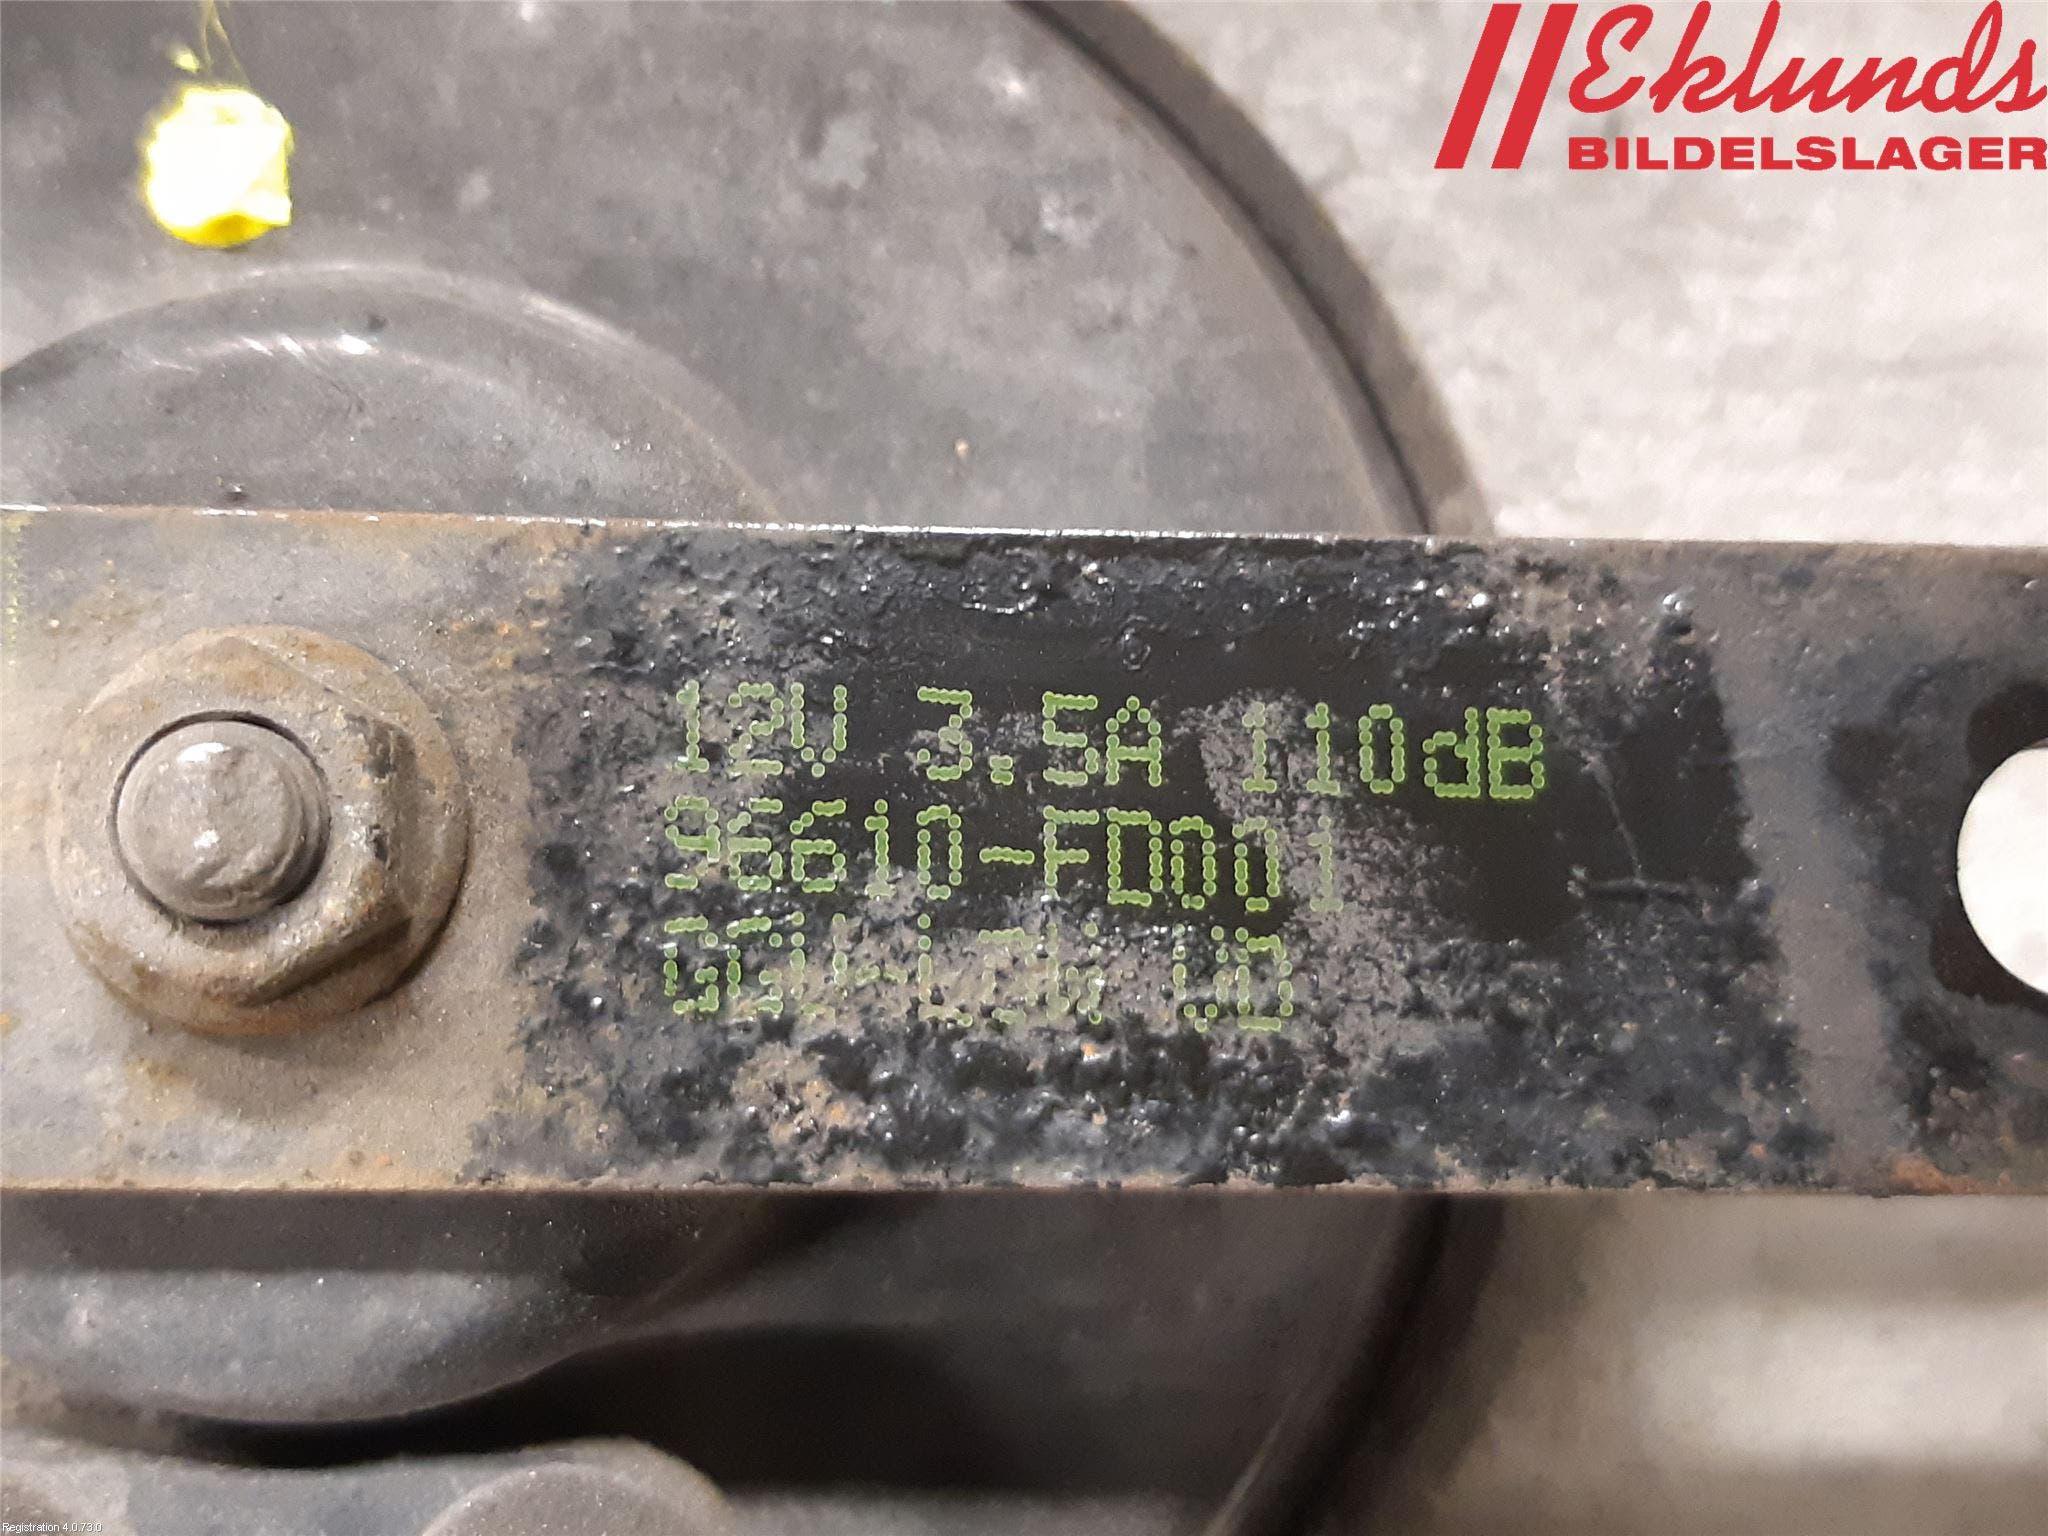 Eklunds
BILDELSLAGER
12V 3.5A 110dB
96610-FD001
Registration 4.0.73.0